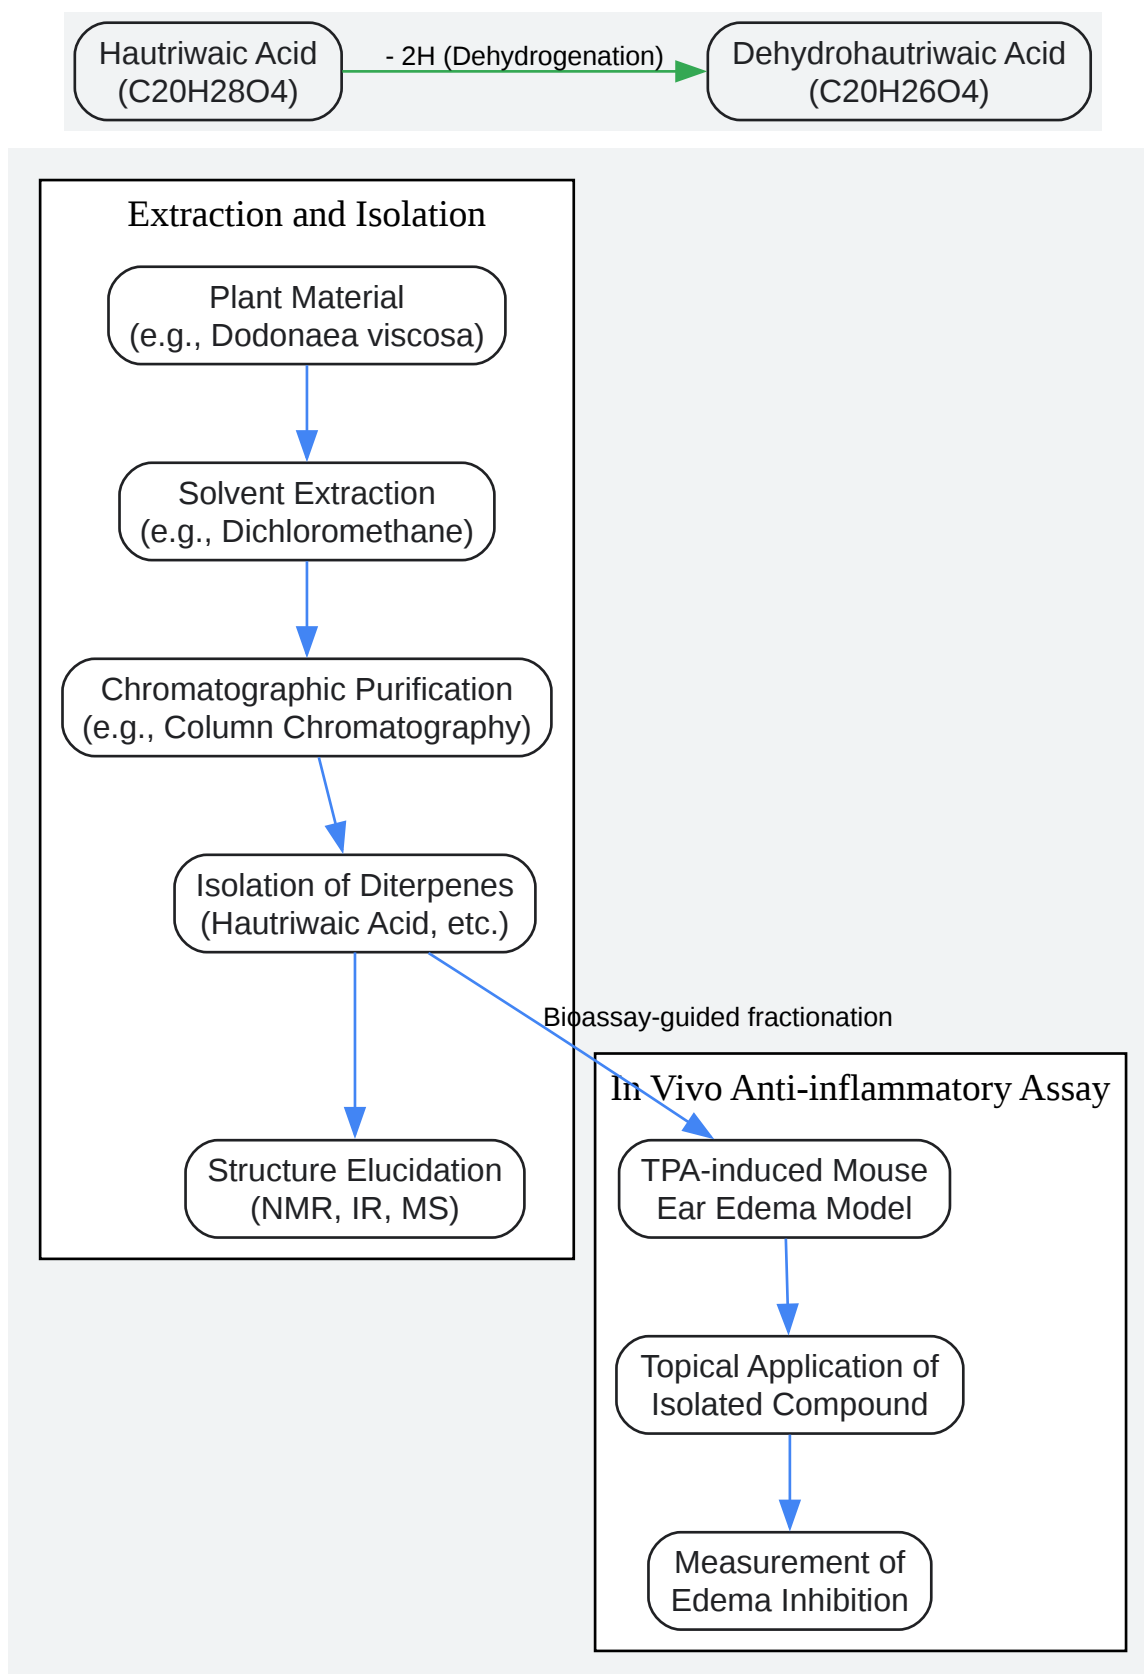 Hautriwaic Acid
(C20H28O4)
- 2H (Dehydrogenation)
Dehydrohautriwaic Acid
(C20H26O4)
Extraction and Isolation
Plant Material
(e.g., Dodonaea viscosa)
Solvent Extraction
(e.g., Dichloromethane)
Chromatographic Purification
(e.g., Column Chromatography)
Isolation of Diterpenes
(Hautriwaic Acid, etc.)
Bioassay-guided fractionation
Structure Elucidation
(NMR, IR, MS)
In Vivo Anti-inflammatory Assay
TPA-induced Mouse
Ear Edema Model
Topical Application of
Isolated Compound
Measurement of
Edema Inhibition